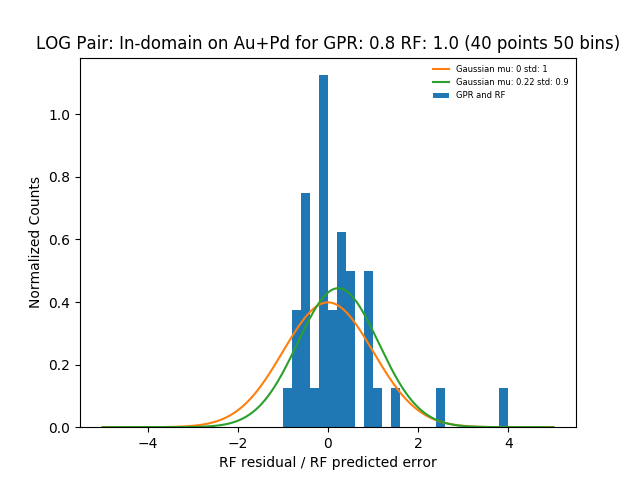 LOG Pair: In-domain on Au+Pd for GPR: 0.8 RF: 1.0 (40 points 50 bins)
Gaussian mu: 0 std: 1
Gaussian mu: 0.22 std: 0.9
GPR and RF
Normalized Counts
1.0
0.8
0.6
0.4
0.2
0.0
−4 −2 0 2 4
RF residual / RF predicted error